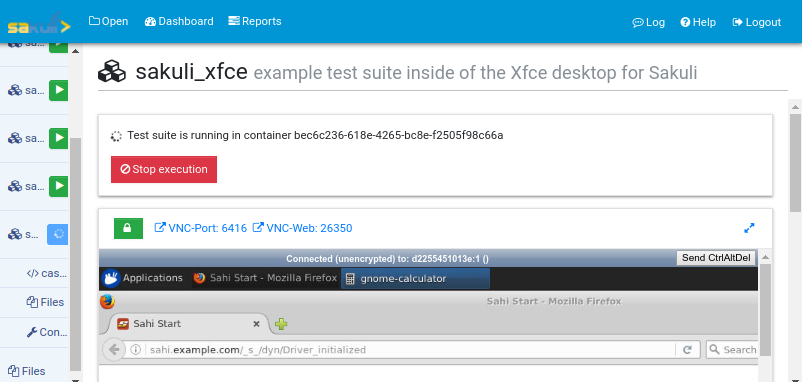 sakuli
Open Dashboard Reports Log Help Logout
sa...
sa...
sa...
sa...
s...
cas...
Files
Con...
Files
sakuli_xfce example test suite inside of the Xfce desktop for Sakuli
Test suite is running in container bec6c236-618e-4265-bc8e-f2505f98c66a
Stop execution
VNC-Port: 6416 VNC-Web: 26350
Connected (unencrypted) to: d2255451013e:1 () Send CtrlAltDel
Applications Sahi Start - Mozilla Firefox gnome-calculator
Sahi Start - Mozilla Firefox
Sahi Start
sahi.example.com/_s_/dyn/Driver_initialized Search